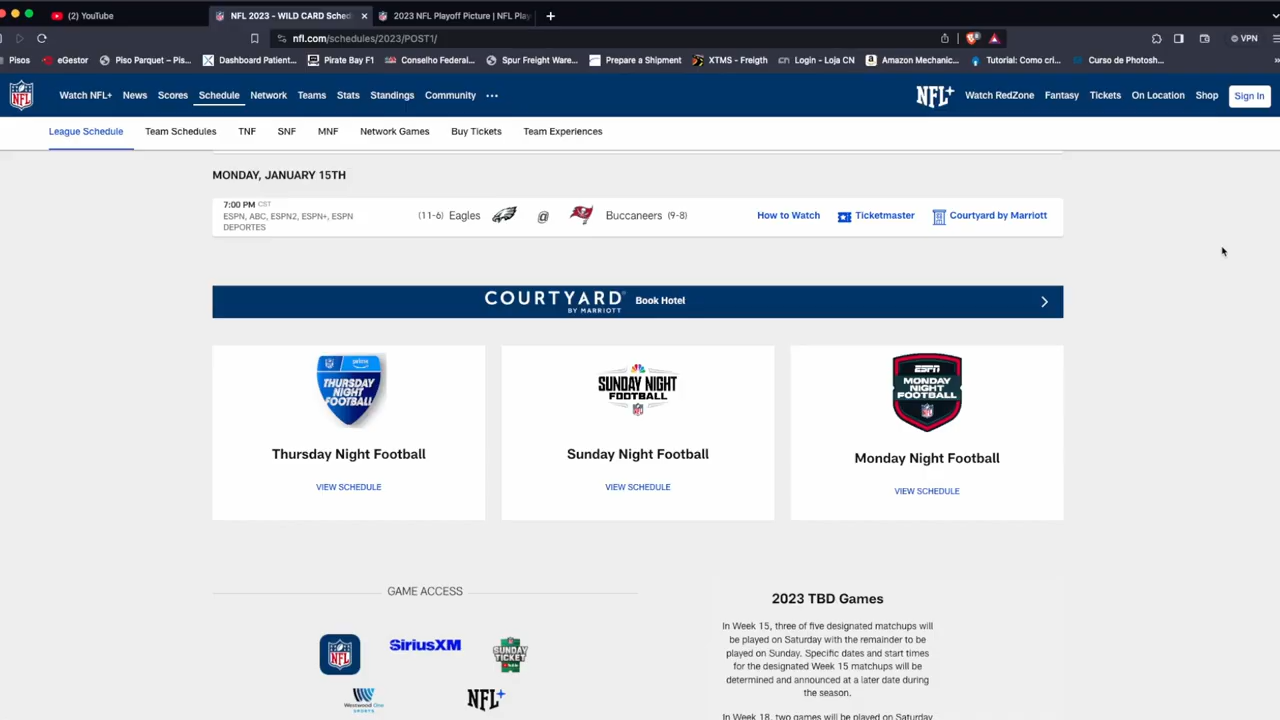 (2) YouTube
NFL 2023 - WILD CARD Sched
2023 NFL Playoff Picture | NFL Play
nfl.com/schedules/2023/POST1/
VPN
Pisos
eGestor
Piso Parquet – Pis...
Dashboard Patient...
Pirate Bay F1
Conselho Federal...
Spur Freight Ware...
Prepare a Shipment
XTMS - Freigth
Login - Loja CN
Amazon Mechanic...
Tutorial: Como cri...
Curso de Photosh...
NFL
Watch NFL+
News
Scores
Schedule
Network
Teams
Stats
Standings
Community
NFL+
Watch RedZone
Fantasy
Tickets
On Location
Shop
Sign In
League Schedule
Team Schedules
TNF
SNF
MNF
Network Games
Buy Tickets
Team Experiences
MONDAY, JANUARY 15TH
7:00 PM CST
ESPN, ABC, ESPN2, ESPN+, ESPN
DEPORTES
(11-6) Eagles @ Buccaneers (9-8)
How to Watch
Ticketmaster
Courtyard by Marriott
COURTYARD
BY MARRIOTT
Book Hotel
NFL prime
THURSDAY
NIGHT
FOOTBALL
Thursday Night Football
VIEW SCHEDULE
SUNDAY NIGHT
FOOTBALL
NFL
Sunday Night Football
VIEW SCHEDULE
ESPN
MONDAY
NIGHT
FOOTBALL
NFL
Monday Night Football
VIEW SCHEDULE
GAME ACCESS
NFL
SiriusXM
SUNDAY
TICKET
Westwood One
SPORTS
NFL+
2023 TBD Games
In Week 15, three of five designated matchups will
be played on Saturday with the remainder to be
played on Sunday. Specific dates and start times
for the designated Week 15 matchups will be
determined and announced at a later date during
the season.
In Week 18, two games will be played on Saturday